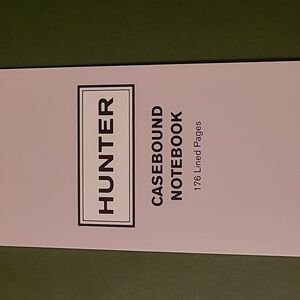 HUNTER
CASEBOUND
NOTEBOOK
176 Lined Pages